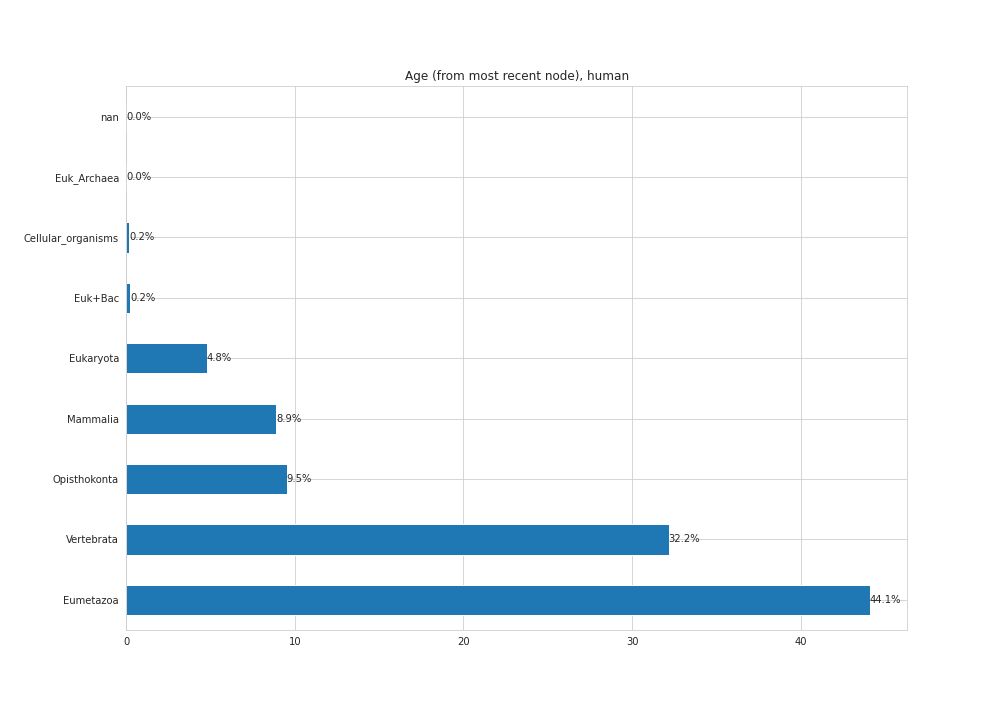 Age (from most recent node), human
nan 0.0%
Euk_Archaea 0.0%
Cellular_organisms 0.2%
Euk+Bac 0.2%
Eukaryota 4.8%
Mammalia 8.9%
Opisthokonta 9.5%
Vertebrata 32.2%
Eumetazoa 44.1%
0 10 20 30 40